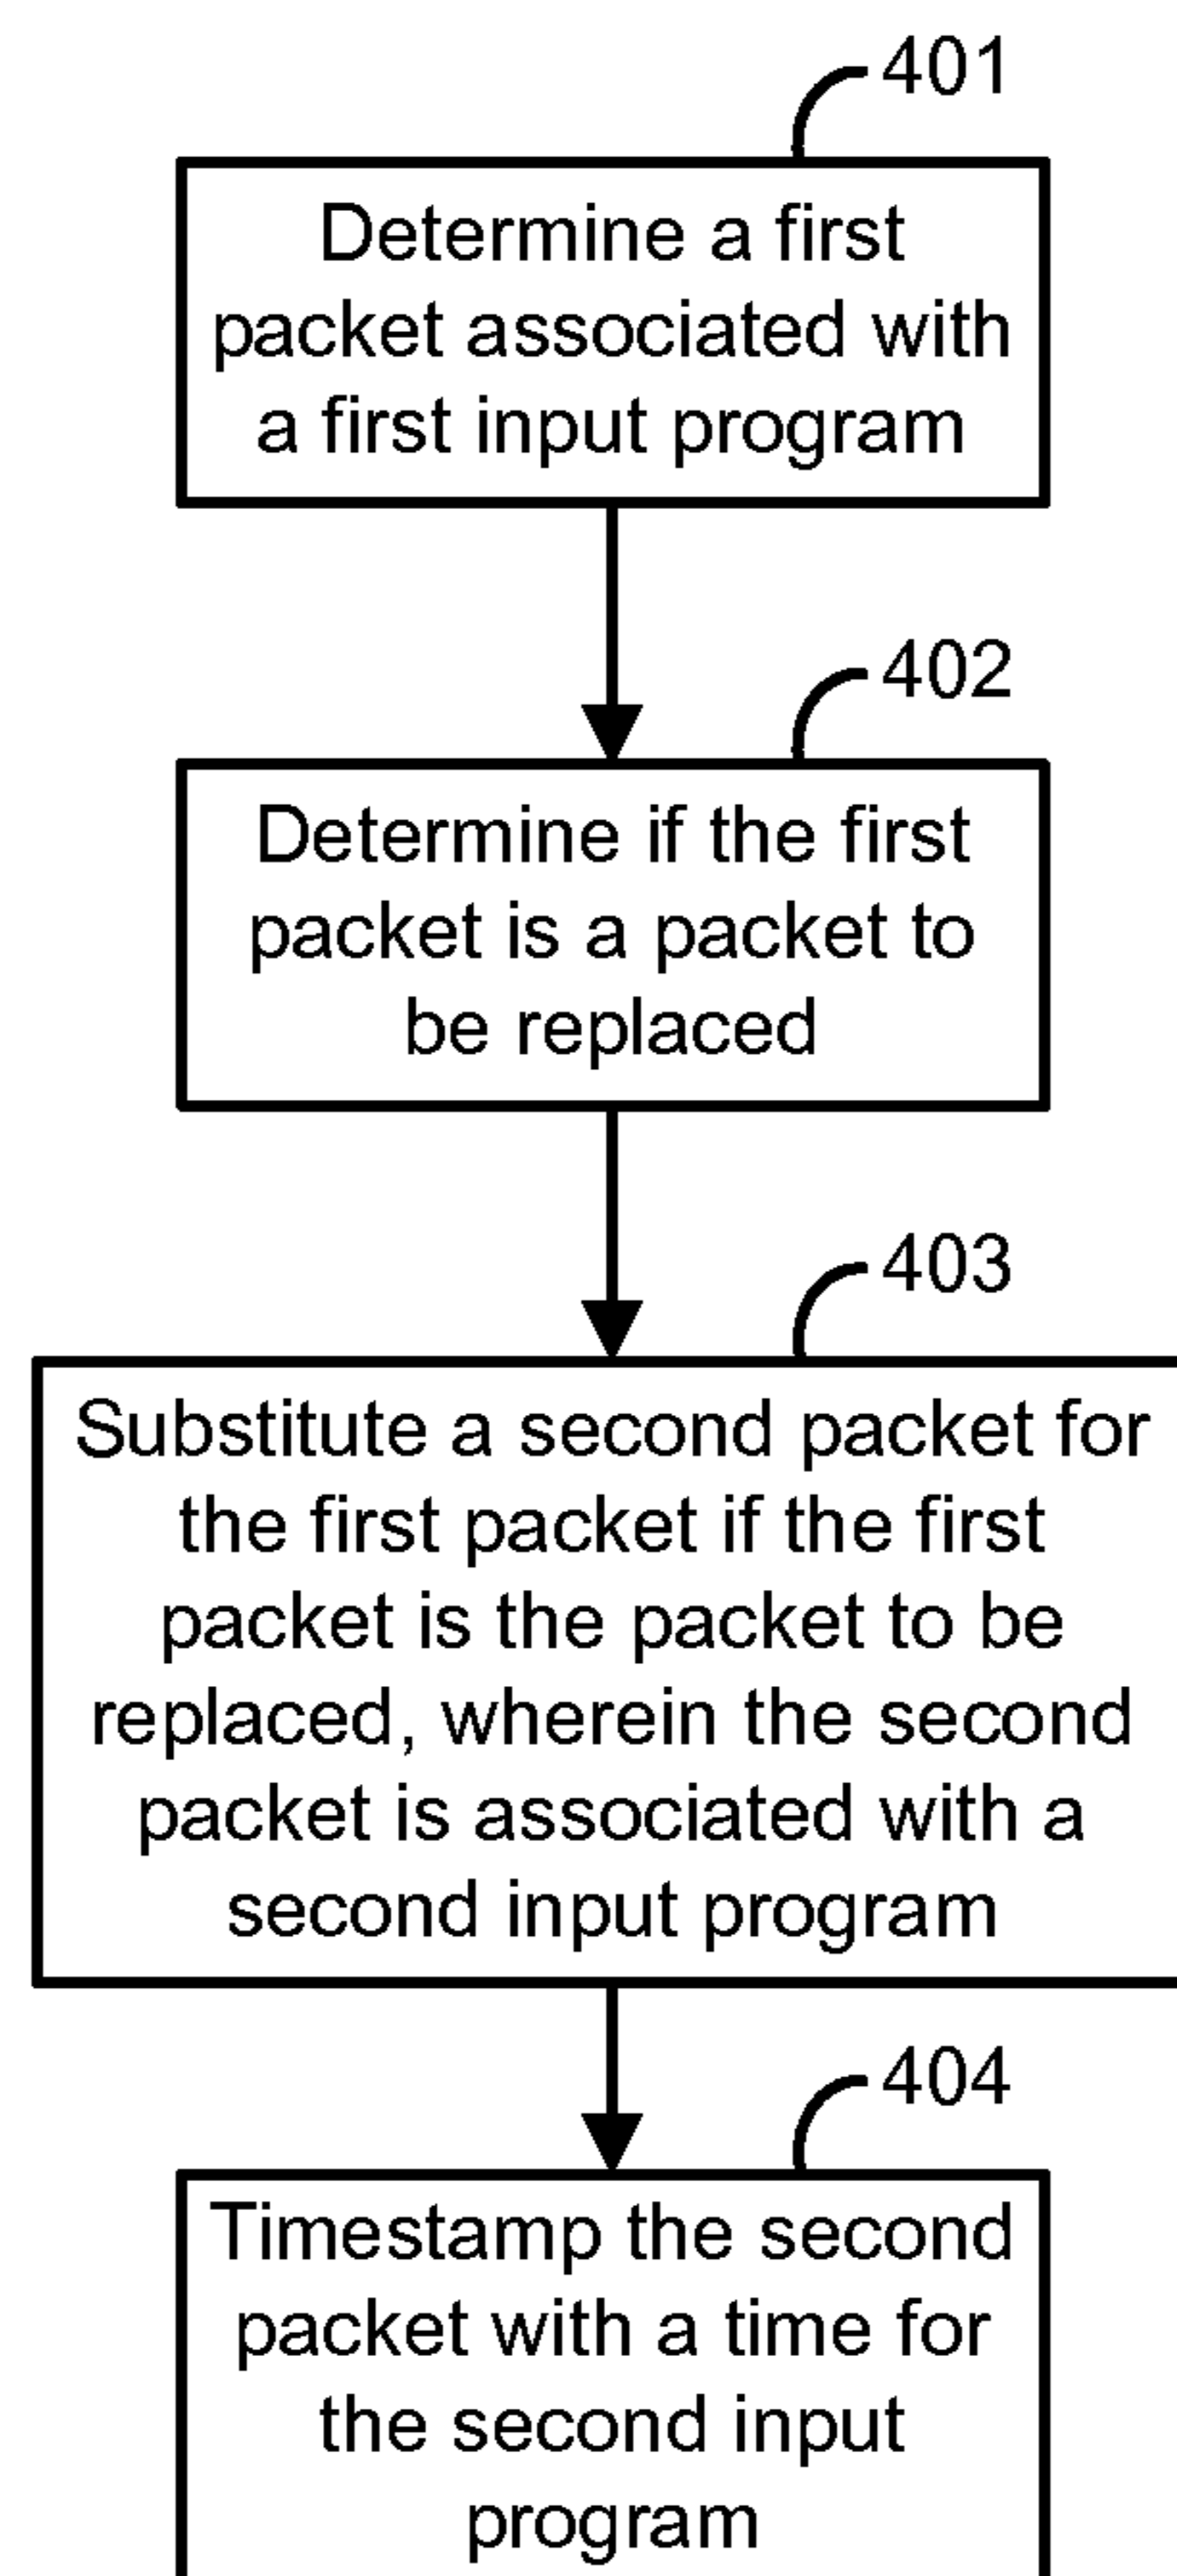 401
Determine a first
packet associated with
a first input program
402
Determine if the first
packet is a packet to
be replaced
403
Substitute a second packet for
the first packet if the first
packet is the packet to be
replaced, wherein the second
packet is associated with a
second input program
404
Timestamp the second
packet with a time for
the second input
program